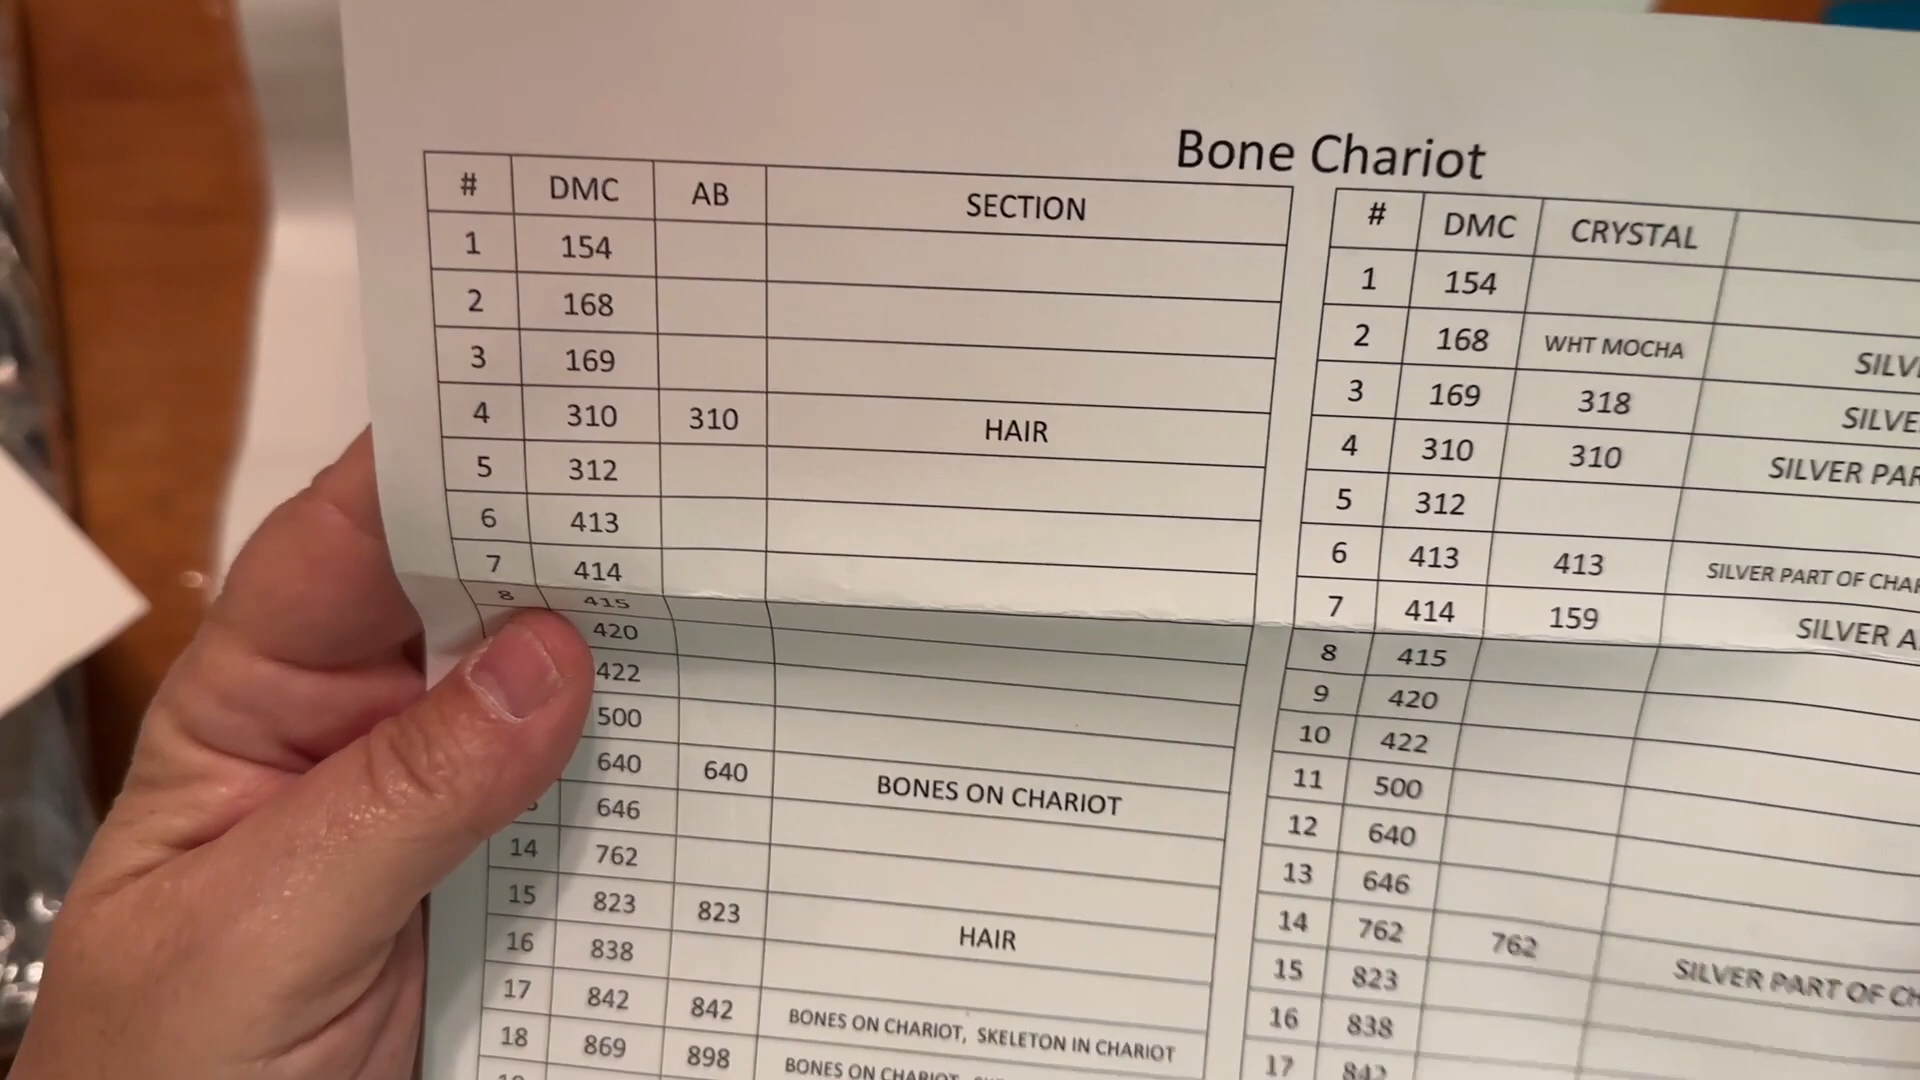 Bone Chariot
# DMC AB SECTION
1 154
2 168
3 169
4 310 310 HAIR
5 312
6 413
7 414
8 415
420
422
500
640 640 BONES ON CHARIOT
646
14 762
15 823 823 HAIR
16 838
17 842 842 BONES ON CHARIOT, SKELETON IN CHARIOT
18 869 898 BONES ON CHARIOT,
# DMC CRYSTAL
1 154
2 168 WHT MOCHA
3 169 318
4 310 310 SILVER
5 312
6 413 413 SILVER PART OF
7 414 159 SILVER
8 415
9 420
10 422
11 500
12 640
13 646
14 762 762 SILVER PART OF
15 823
16 838
17 842